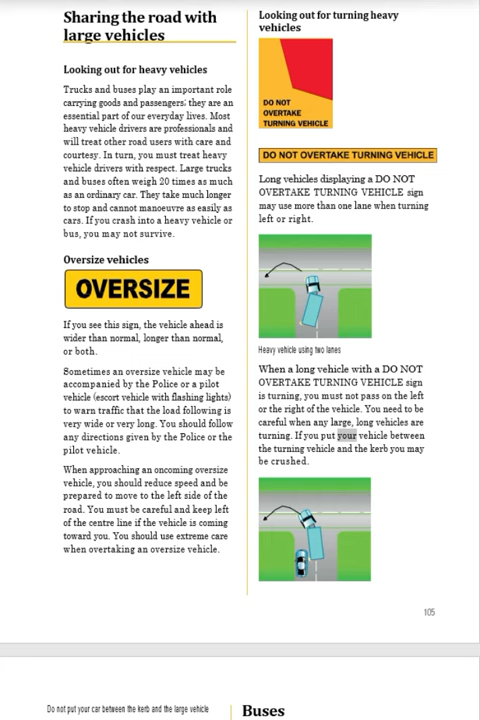 Sharing the road with
large vehicles
Looking out for heavy vehicles
Trucks and buses play an important role
carrying goods and passengers; they are an
essential part of our everyday lives. Most
heavy vehicle drivers are professionals and
will treat other road users with care and
courtesy. In turn, you must treat heavy
vehicle drivers with respect. Large trucks
and buses often weigh 20 times as much
as an ordinary car. They take much longer
to stop and cannot manoeuvre as easily as
cars. If you crash into a heavy vehicle or
bus, you may not survive.
Oversize vehicles
OVERSIZE
If you see this sign, the vehicle ahead is
wider than normal, longer than normal,
or both.
Sometimes an oversize vehicle may be
accompanied by the Police or a pilot
vehicle (escort vehicle with flashing lights)
to warn traffic that the load following is
very wide or very long. You should follow
any directions given by the Police or the
pilot vehicle.
When approaching an oncoming oversize
vehicle, you should reduce speed and be
prepared to move to the left side of the
road. You must be careful and keep left
of the centre line if the vehicle is coming
toward you. You should use extreme care
when overtaking an oversize vehicle.
Looking out for turning heavy
vehicles
DO NOT
OVERTAKE
TURNING VEHICLE
DO NOT OVERTAKE TURNING VEHICLE
Long vehicles displaying a DO NOT
OVERTAKE TURNING VEHICLE sign
may use more than one lane when turning
left or right.
Heavy vehicle using two lanes
When a long vehicle with a DO NOT
OVERTAKE TURNING VEHICLE sign
is turning, you must not pass on the left
or the right of the vehicle. You need to be
careful when any large, long vehicles are
turning. If you put your vehicle between
the turning vehicle and the kerb you may
be crushed.
105
Do not put your car between the kerb and the large vehicle
Buses